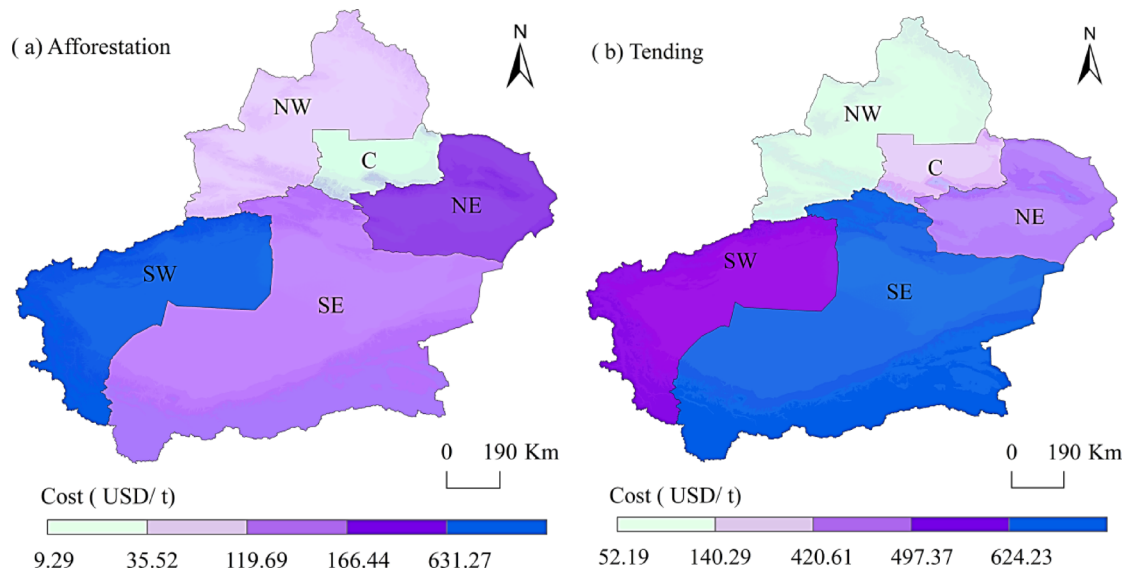 ( a) Afforestation
N
NW
C
NE
SW
SE
0 190 Km
Cost ( USD/ t)
9.29 35.52 119.69 166.44 631.27
( b) Tending
N
NW
C
NE
SW
SE
0 190 Km
Cost ( USD/ t)
52.19 140.29 420.61 497.37 624.23